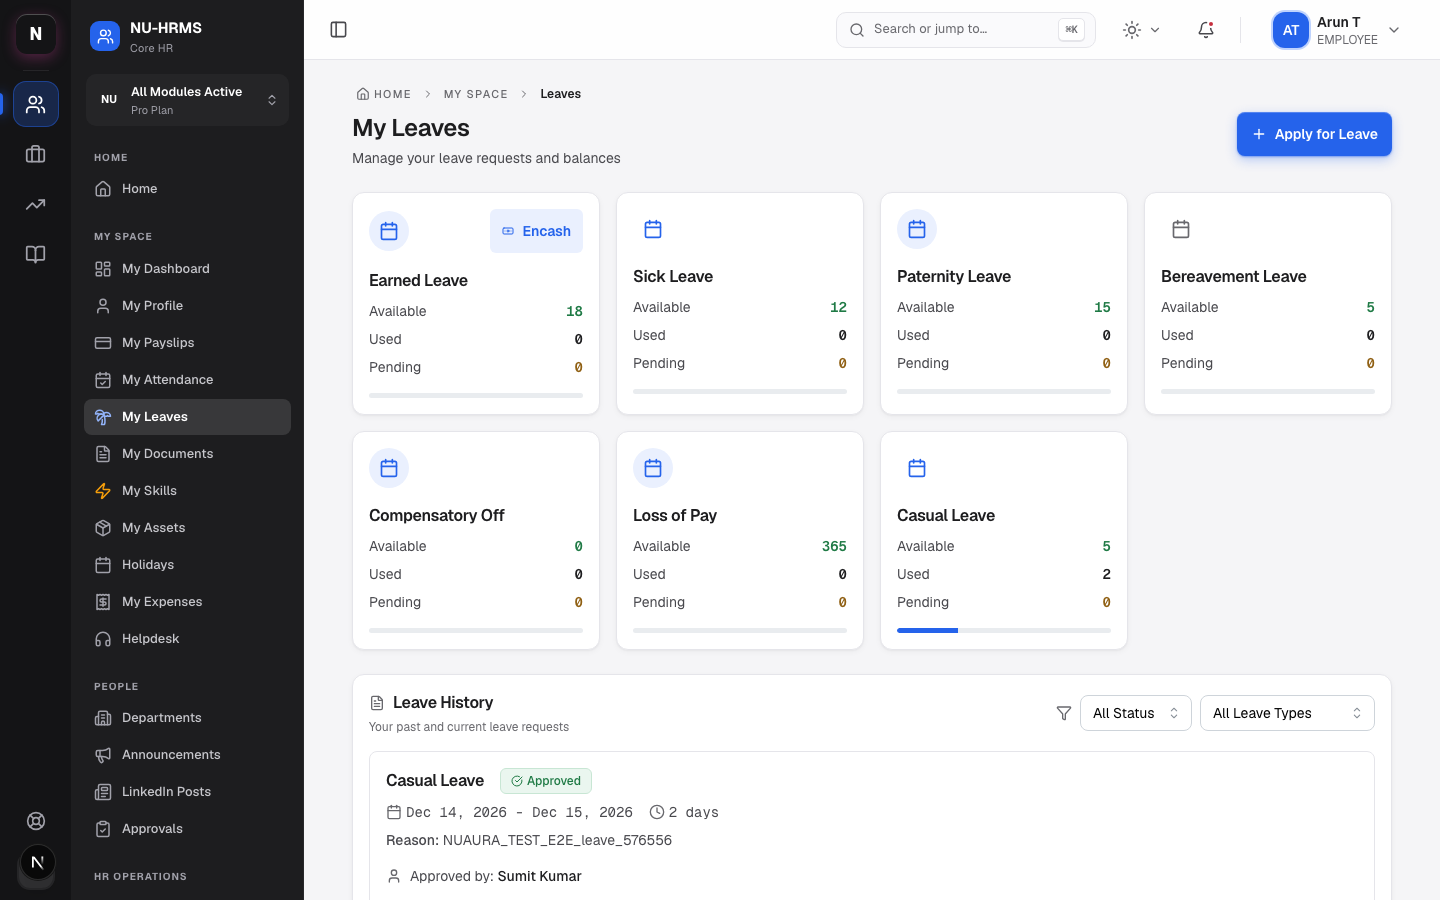 N
NU-HRMS
Core HR
NU
All Modules Active
Pro Plan
HOME
Home
MY SPACE
My Dashboard
My Profile
My Payslips
My Attendance
My Leaves
My Documents
My Skills
My Assets
Holidays
My Expenses
Helpdesk
PEOPLE
Departments
Announcements
LinkedIn Posts
Approvals
HR OPERATIONS
N
Search or jump to...
⌘K
AT
Arun T
EMPLOYEE
HOME > MY SPACE > Leaves
My Leaves
Manage your leave requests and balances
+ Apply for Leave
Encash
Earned Leave
Available 18
Used 0
Pending 0
Sick Leave
Available 12
Used 0
Pending 0
Paternity Leave
Available 15
Used 0
Pending 0
Bereavement Leave
Available 5
Used 0
Pending 0
Compensatory Off
Available 0
Used 0
Pending 0
Loss of Pay
Available 365
Used 0
Pending 0
Casual Leave
Available 5
Used 2
Pending 0
Leave History
Your past and current leave requests
All Status
All Leave Types
Casual Leave Approved
Dec 14, 2026 - Dec 15, 2026 2 days
Reason: NUAURA_TEST_E2E_leave_576556
Approved by: Sumit Kumar